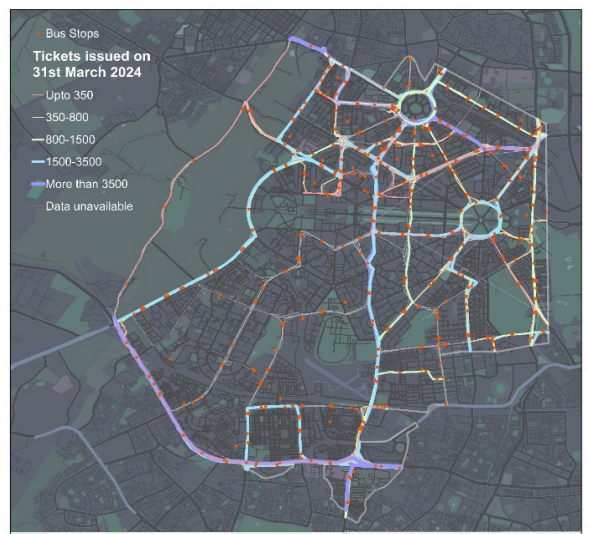 Bus Stops
Tickets issued on
31st March 2024
Upto 350
350-800
800-1500
1500-3500
More than 3500
Data unavailable